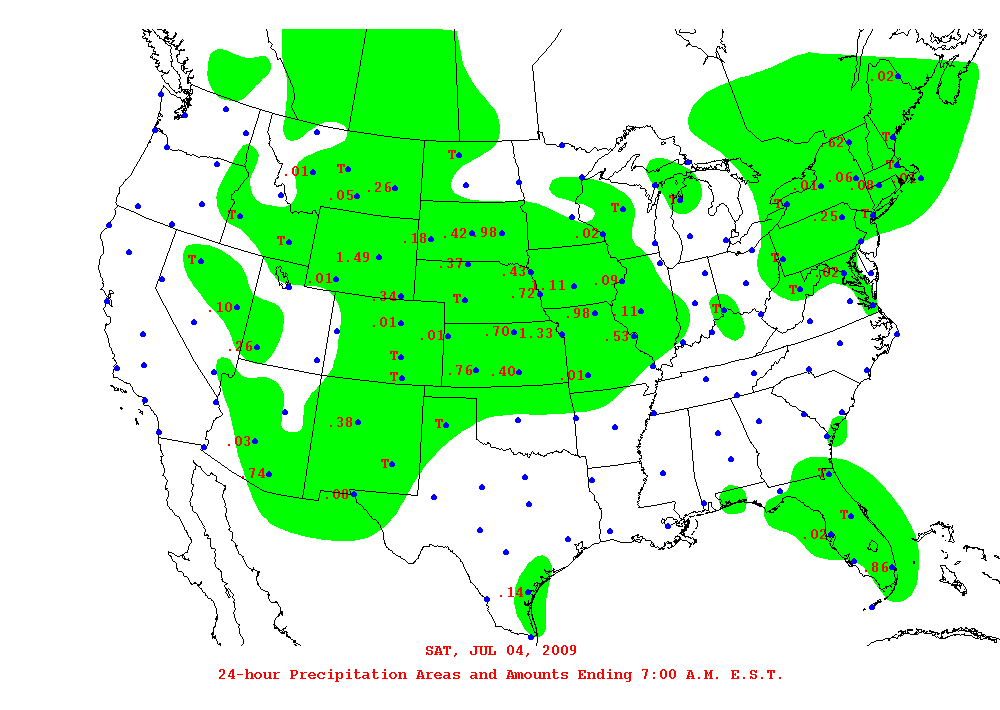 .02
T
.62
T
T
.01
T
.05
.26
T
.01
.06
.08
.01
T
T
T
.25
T
T
.18
.42
.98
.02
T
1.49
T
.37
T
.01
.43
.02
.72
1.11
.09
T
.34
T
.10
.98
.11
T
.01
.01
.70
1.33
.53
.26
T
.76
.40
.01
T
.38
T
.03
T
.74
T
.08
T
.02
.86
.14
SAT, JUL 04, 2009
24-hour Precipitation Areas and Amounts Ending 7:00 A.M. E.S.T.